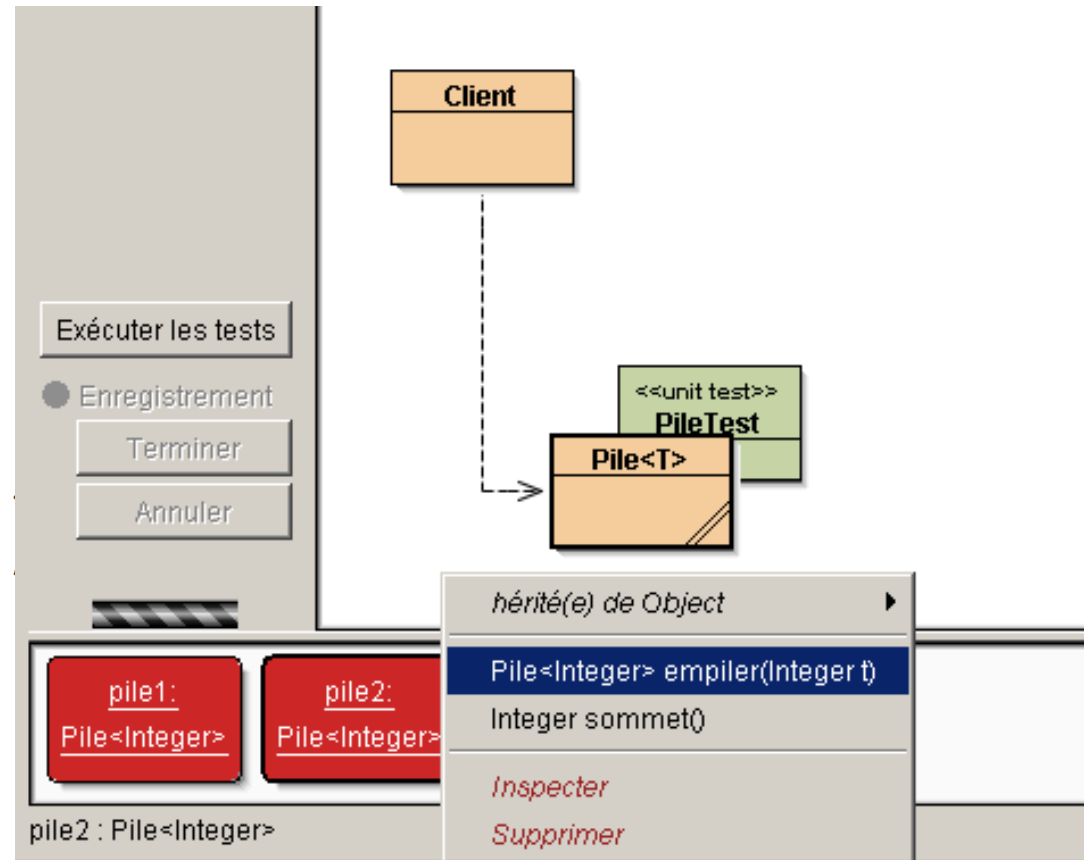 Client
Exécuter les tests
Enregistrement
Terminer
Annuler
<<unit test>>
PileTest
Pile<T>
hérité(e) de Object
Pile<Integer> empiler(Integer t)
Integer sommet()
Inspecter
Supprimer
pile1:
Pile<Integer>
pile2:
Pile<Integer>
pile2 : Pile<Integer>